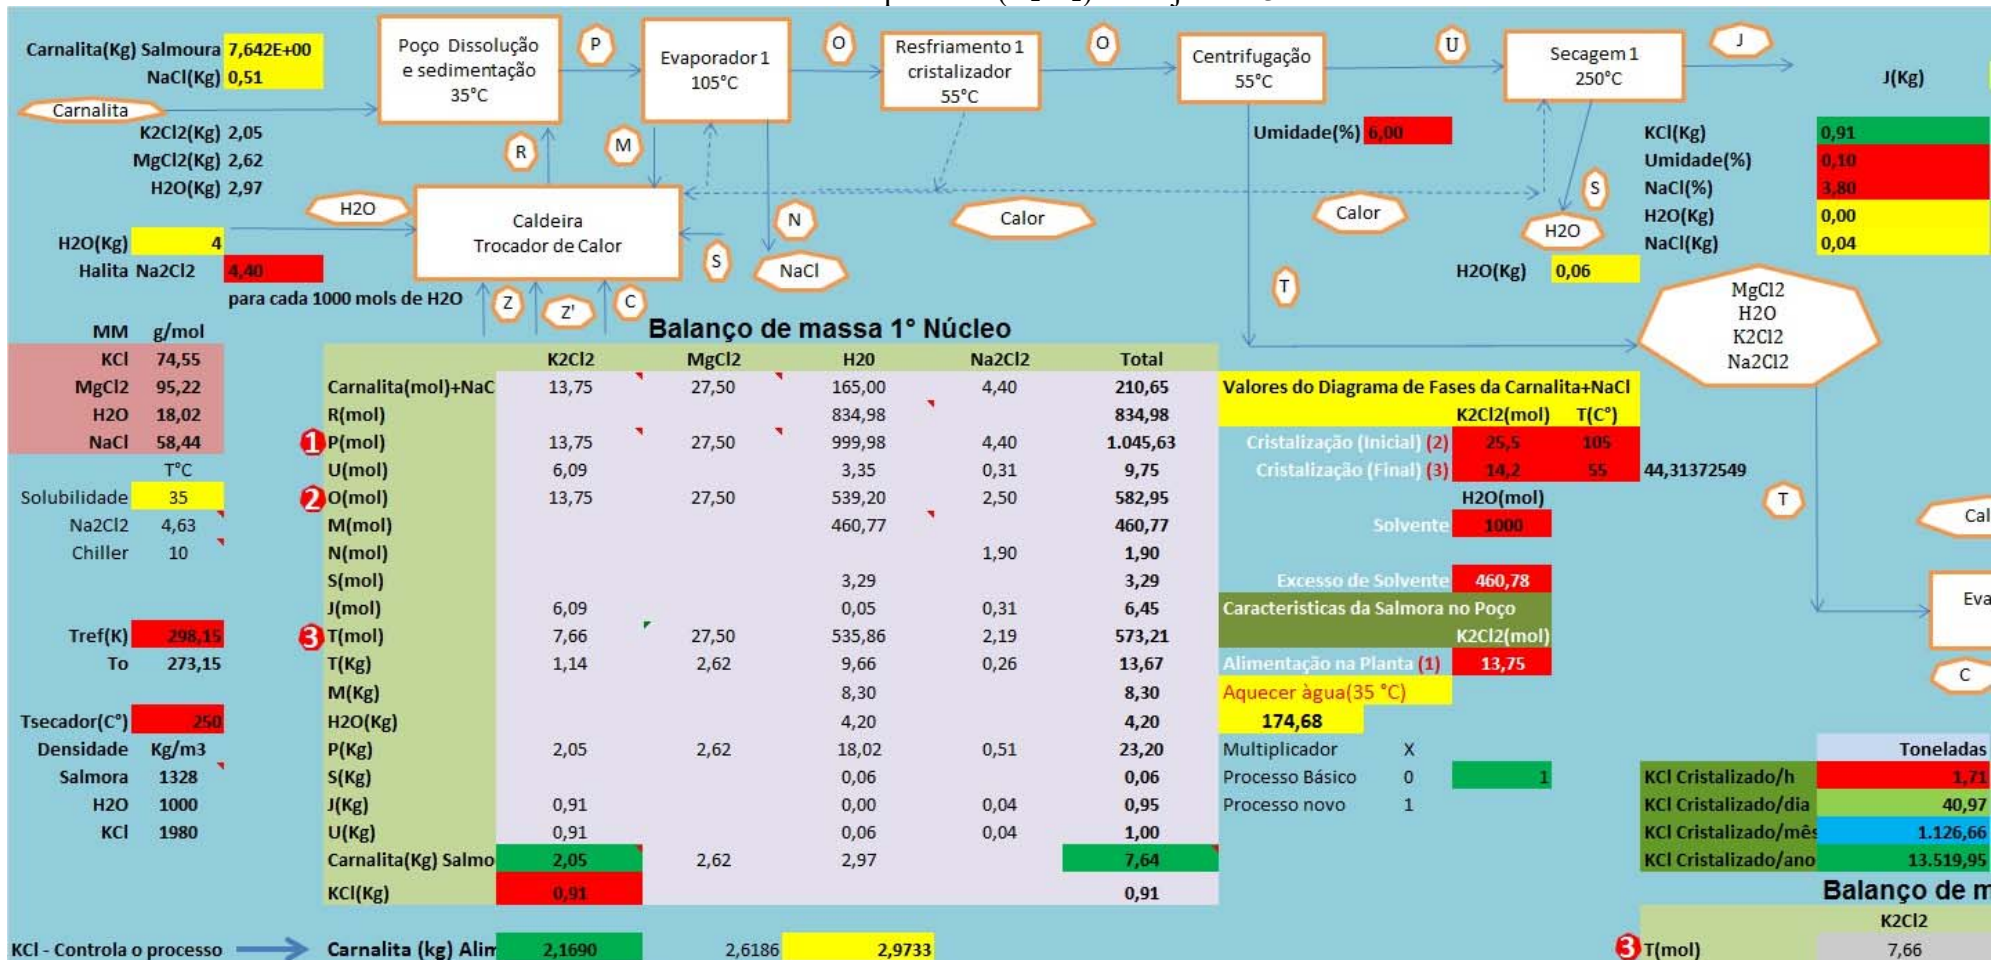 Carnalita(Kg) Salmoura 7,642E+00
NaCl(Kg) 0,51
Carnalita
K2Cl2(Kg) 2,05
MgCl2(Kg) 2,62
H2O(Kg) 2,97
H2O(Kg) 4
Halita Na2Cl2 4,40
para cada 1000 mols de H2O
Poço Dissolução
e sedimentação
35°C
P
Evaporador 1
105°C
O
Resfriamento 1
cristalizador
55°C
O
Centrifugação
55°C
U
Secagem 1
250°C
J
J(Kg)
Umidade(%) 6,00
KCl(Kg) 0,91
Umidade(%) 0,10
NaCl(%) 3,80
H2O(Kg) 0,00
NaCl(Kg) 0,04
R
M
H2O
Caldeira
Trocador de Calor
N
NaCl
S
Calor
Calor
S
H2O
H2O(Kg) 0,06
T
Z
Z'
C
MgCl2
H2O
K2Cl2
Na2Cl2
T
Cal
Eva
C
MM g/mol
KCl 74,55
MgCl2 95,22
H2O 18,02
NaCl 58,44
T°C
Solubilidade 35
Na2Cl2 4,63
Chiller 10
Tref(K) 298,15
To 273,15
Tsecador(C°) 250
Densidade Kg/m3
Salmora 1328
H2O 1000
KCl 1980
Balanço de massa 1° Núcleo
K2Cl2 MgCl2 H20 Na2Cl2 Total
Carnalita(mol)+NaC 13,75 27,50 165,00 4,40 210,65
R(mol) 834,98 834,98
1 P(mol) 13,75 27,50 999,98 4,40 1.045,63
U(mol) 6,09 3,35 0,31 9,75
2 O(mol) 13,75 27,50 539,20 2,50 582,95
M(mol) 460,77 460,77
N(mol) 1,90 1,90
S(mol) 3,29 3,29
J(mol) 6,09 0,05 0,31 6,45
3 T(mol) 7,66 27,50 535,86 2,19 573,21
T(Kg) 1,14 2,62 9,66 0,26 13,67
M(Kg) 8,30 8,30
H2O(Kg) 4,20 4,20
P(Kg) 2,05 2,62 18,02 0,51 23,20
S(Kg) 0,06 0,06
J(Kg) 0,91 0,00 0,04 0,95
U(Kg) 0,91 0,06 0,04 1,00
Carnalita(Kg) Salmo 2,05 2,62 2,97 7,64
KCl(Kg) 0,91 0,91
KCl - Controla o processo Carnalita (kg) Alim 2,1690 2,6186 2,9733
Valores do Diagrama de Fases da Carnalita+NaCl
K2Cl2(mol) T(C°)
Cristalização (Inicial) (2) 25,5 105
Cristalização (Final) (3) 14,2 55 44,31372549
H2O(mol)
Solvente 1000
Excesso de Solvente 460,78
Caracteristicas da Salmora no Poço
K2Cl2(mol)
Alimentação na Planta (1) 13,75
Aquecer àgua(35 °C)
174,68
Multiplicador X
Processo Básico 0 1
Processo novo 1
Toneladas
KCl Cristalizado/h 1,71
KCl Cristalizado/dia 40,97
KCl Cristalizado/mês 1.126,66
KCl Cristalizado/ano 13.519,95
Balanço de m
K2Cl2
3 T(mol) 7,66